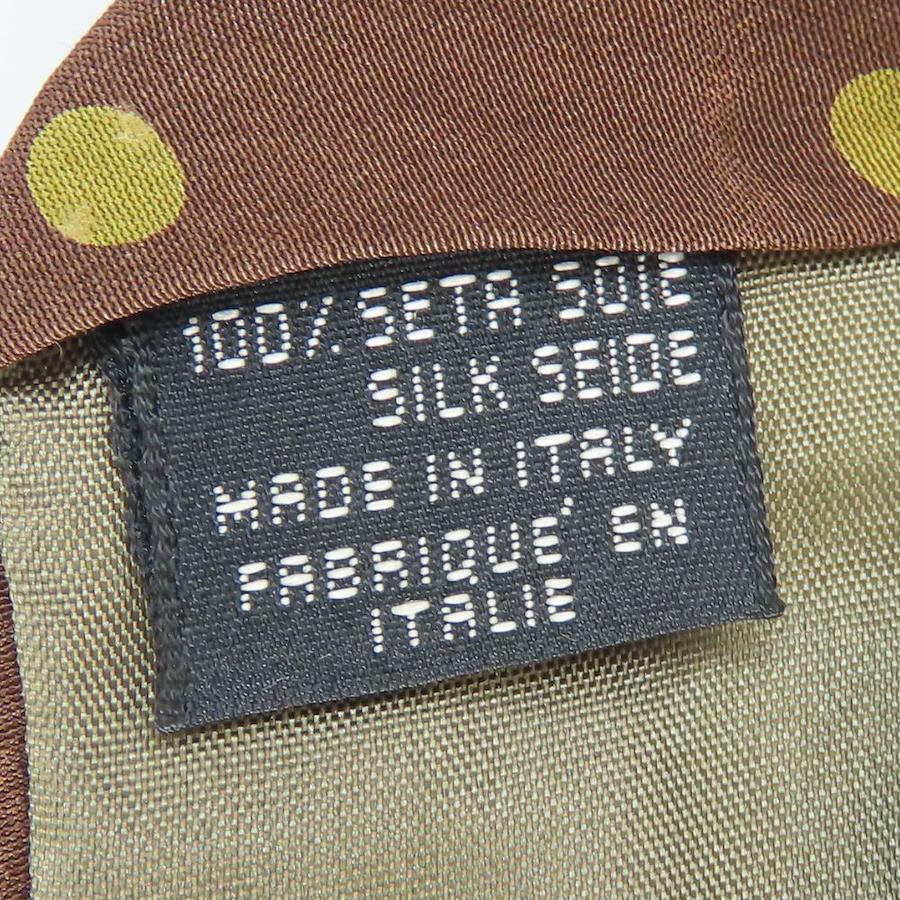 100% SETA SOIE
SILK SEIDE
MADE IN ITALY
FABRIQUE' EN
ITALIE